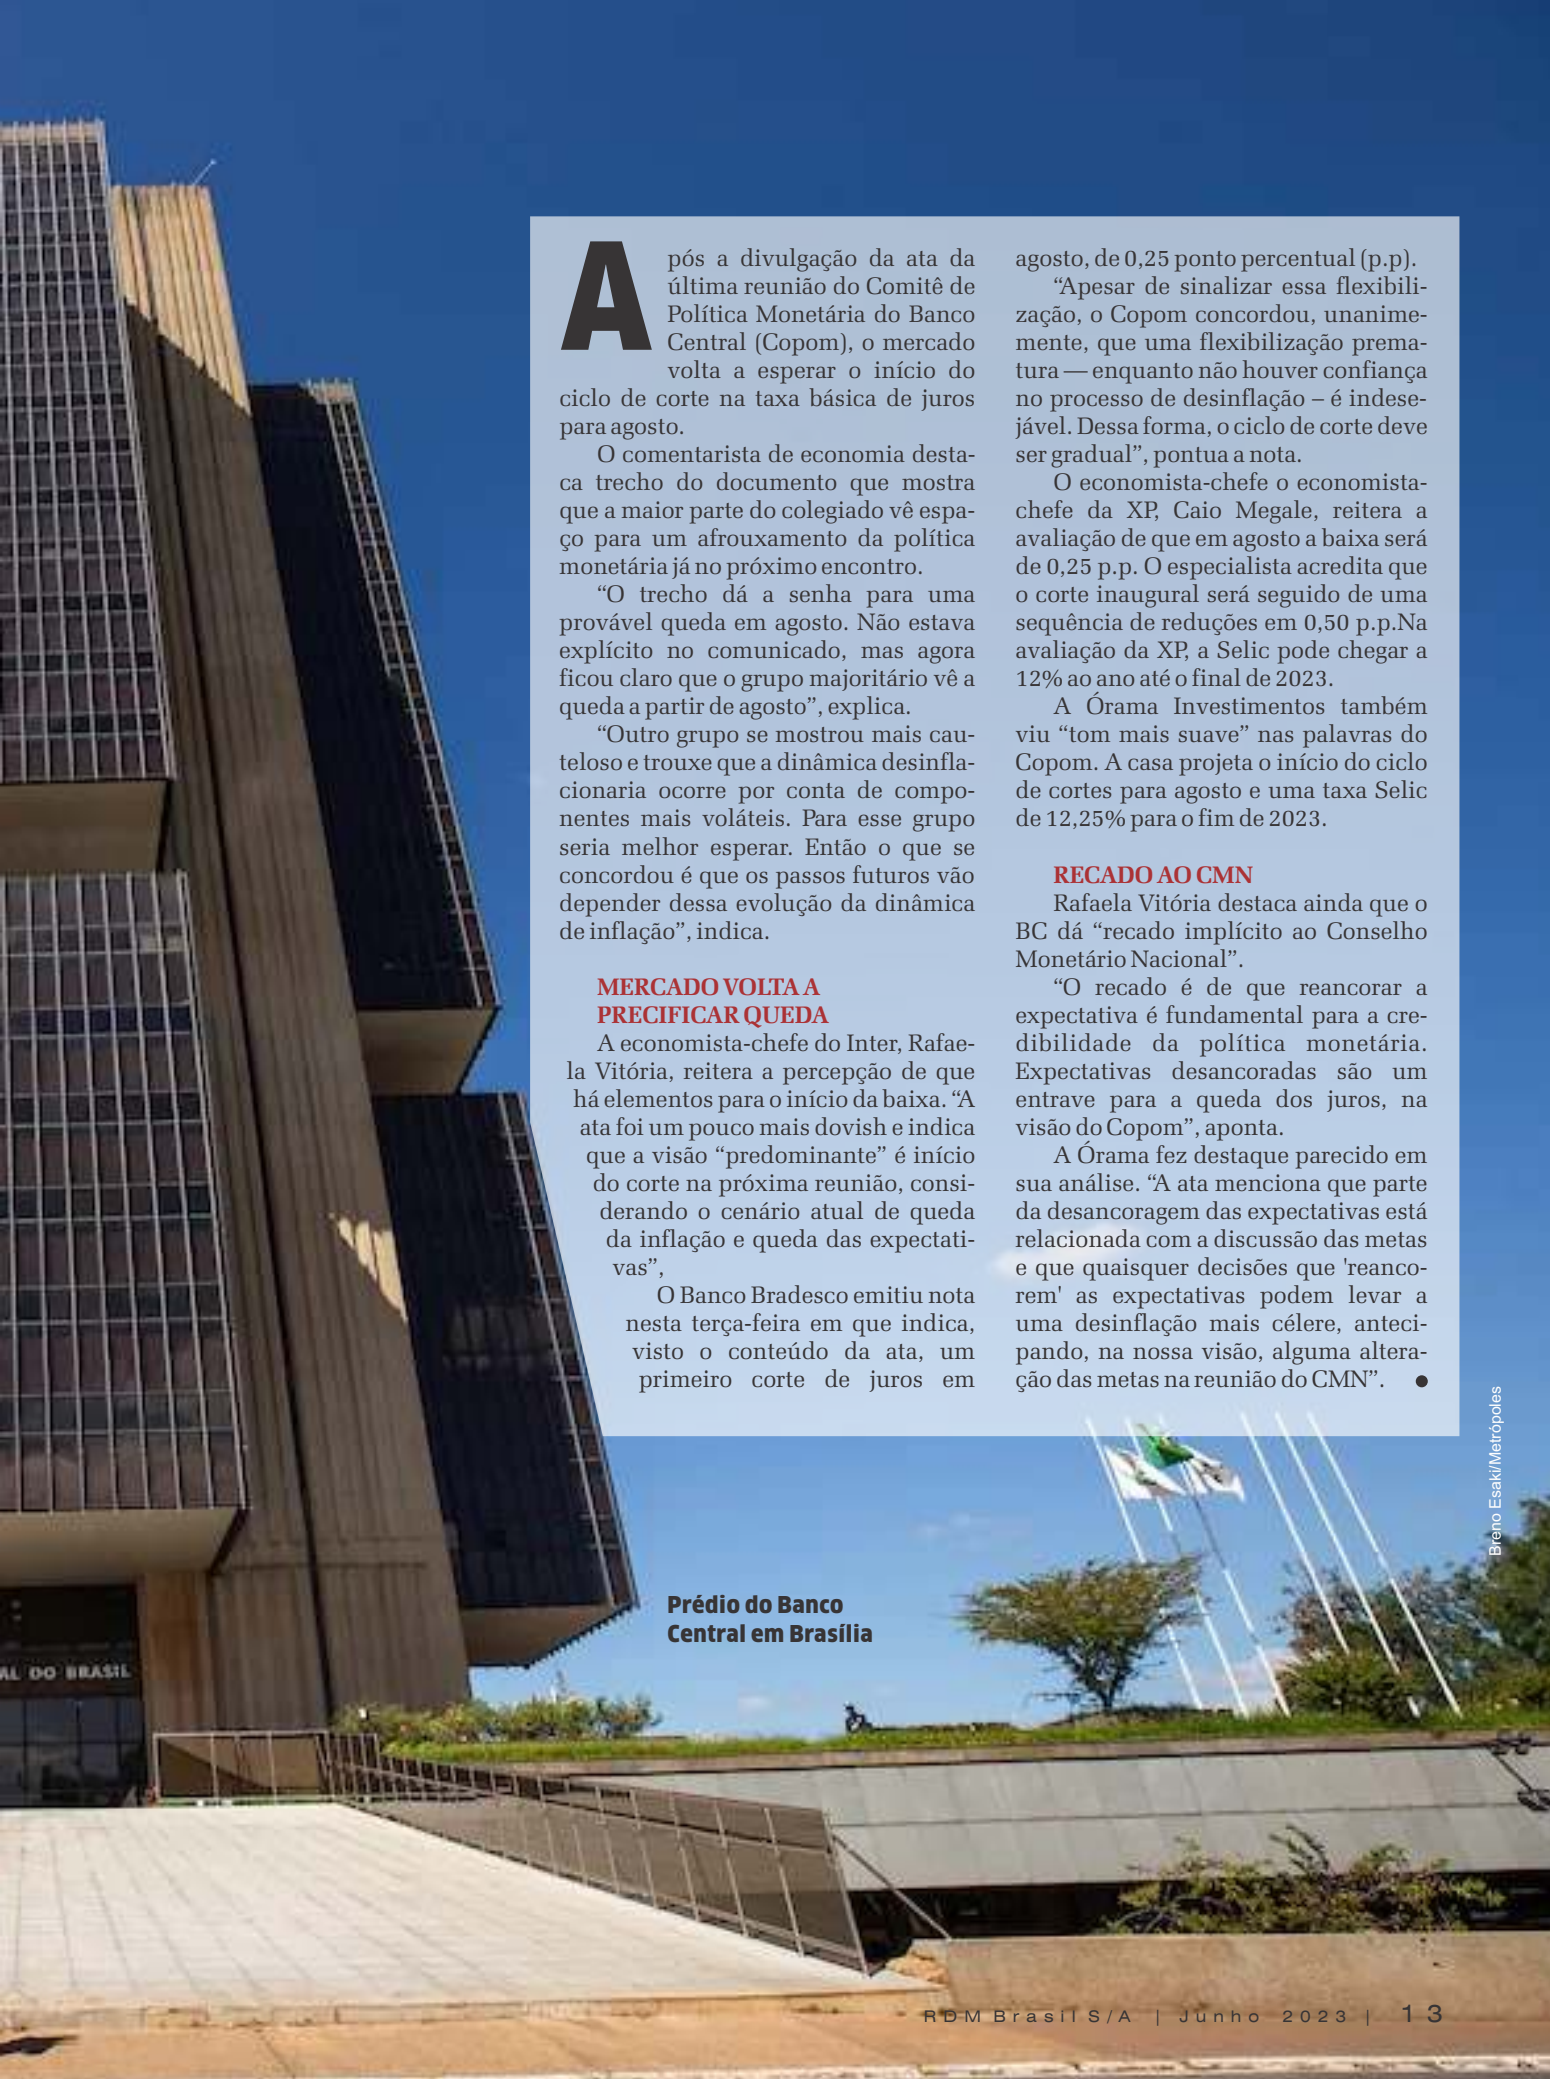 Após a divulgação da ata da
última reunião do Comitê de
Política Monetária do Banco
Central (Copom), o mercado
volta a esperar o início do
ciclo de corte na taxa básica de juros
para agosto.
O comentarista de economia desta-
ca trecho do documento que mostra
que a maior parte do colegiado vê espa-
ço para um afrouxamento da política
monetária já no próximo encontro.
“O trecho dá a senha para uma
provável queda em agosto. Não estava
explícito no comunicado, mas agora
ficou claro que o grupo majoritário vê a
queda a partir de agosto”, explica.
“Outro grupo se mostrou mais cau-
teloso e trouxe que a dinâmica desinfla-
cionaria ocorre por conta de compo-
nentes mais voláteis. Para esse grupo
seria melhor esperar. Então o que se
concordou é que os passos futuros vão
depender dessa evolução da dinâmica
de inflação”, indica.
MERCADO VOLTA A
PRECIFICAR QUEDA
A economista-chefe do Inter, Rafae-
la Vitória, reitera a percepção de que
há elementos para o início da baixa. “A
ata foi um pouco mais dovish e indica
que a visão “predominante” é início
do corte na próxima reunião, consi-
derando o cenário atual de queda
da inflação e queda das expectati-
vas”,
O Banco Bradesco emitiu nota
nesta terça-feira em que indica,
visto o conteúdo da ata, um
primeiro corte de juros em
agosto, de 0,25 ponto percentual (p.p).
“Apesar de sinalizar essa flexibili-
zação, o Copom concordou, unanime-
mente, que uma flexibilização prema-
tura — enquanto não houver confiança
no processo de desinflação – é indese-
jável. Dessa forma, o ciclo de corte deve
ser gradual”, pontua a nota.
O economista-chefe o economista-
chefe da XP, Caio Megale, reitera a
avaliação de que em agosto a baixa será
de 0,25 p.p. O especialista acredita que
o corte inaugural será seguido de uma
sequência de reduções em 0,50 p.p.Na
avaliação da XP, a Selic pode chegar a
12% ao ano até o final de 2023.
A Órama Investimentos também
viu “tom mais suave” nas palavras do
Copom. A casa projeta o início do ciclo
de cortes para agosto e uma taxa Selic
de 12,25% para o fim de 2023.
RECADO AO CMN
Rafaela Vitória destaca ainda que o
BC dá “recado implícito ao Conselho
Monetário Nacional”.
“O recado é de que reancorar a
expectativa é fundamental para a cre-
dibilidade da política monetária.
Expectativas desancoradas são um
entrave para a queda dos juros, na
visão do Copom”, aponta.
A Órama fez destaque parecido em
sua análise. “A ata menciona que parte
da desancoragem das expectativas está
relacionada com a discussão das metas
e que quaisquer decisões que 'reanco-
rem' as expectativas podem levar a
uma desinflação mais célere, anteci-
pando, na nossa visão, alguma altera-
ção das metas na reunião do CMN”. ●
Breno Esaki/Metrópoles
Prédio do Banco
Central em Brasília
AL DO BRASIL
RDM Brasil S/A | Junho 2023 | 13